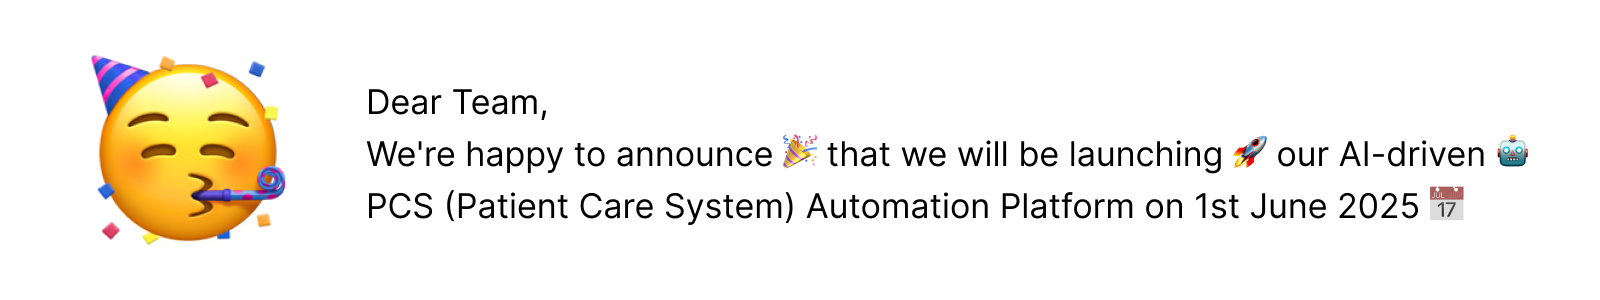 Dear Team,
We're happy to announce 🎉 that we will be launching 🚀 our AI-driven 🤖
PCS (Patient Care System) Automation Platform on 1st June 2025 📅